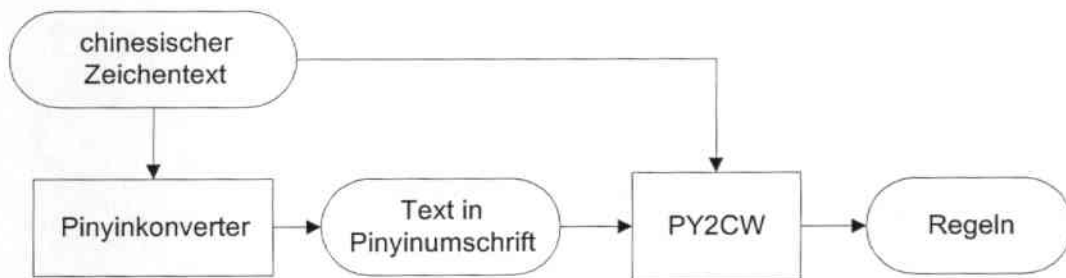 chinesischer
Zeichentext
Pinyinkonverter
Text in
Pinyinumschrift
PY2CW
Regeln